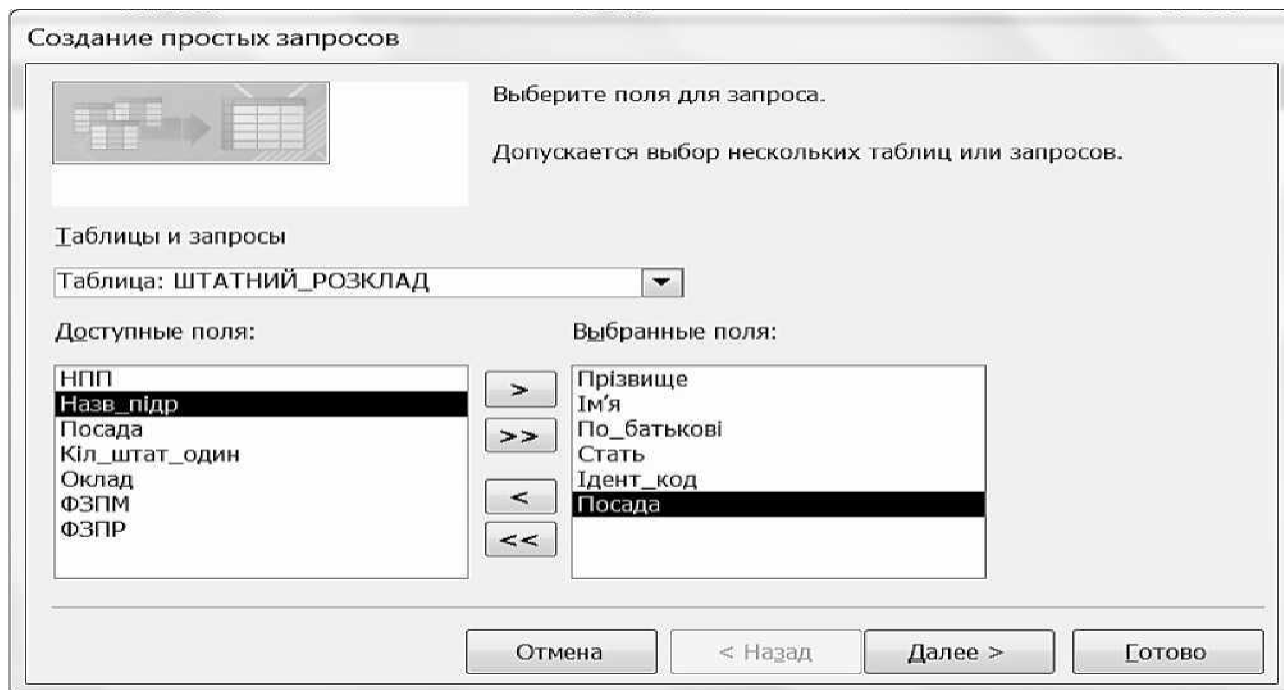 Создание простых запросов
Выберите поля для запроса.
Допускается выбор нескольких таблиц или запросов.
Таблицы и запросы
Таблица: ШТАТНИЙ_РОЗКЛАД
Доступные поля:
НПП
Назв_підр
Посада
Кіл_штат_один
Оклад
ФЗПМ
ФЗПР
>
>>
<
<<
Выбранные поля:
Прізвище
Ім'я
По_батькові
Стать
Ідент_код
Посада
Отмена
< Назад
Далее >
Готово